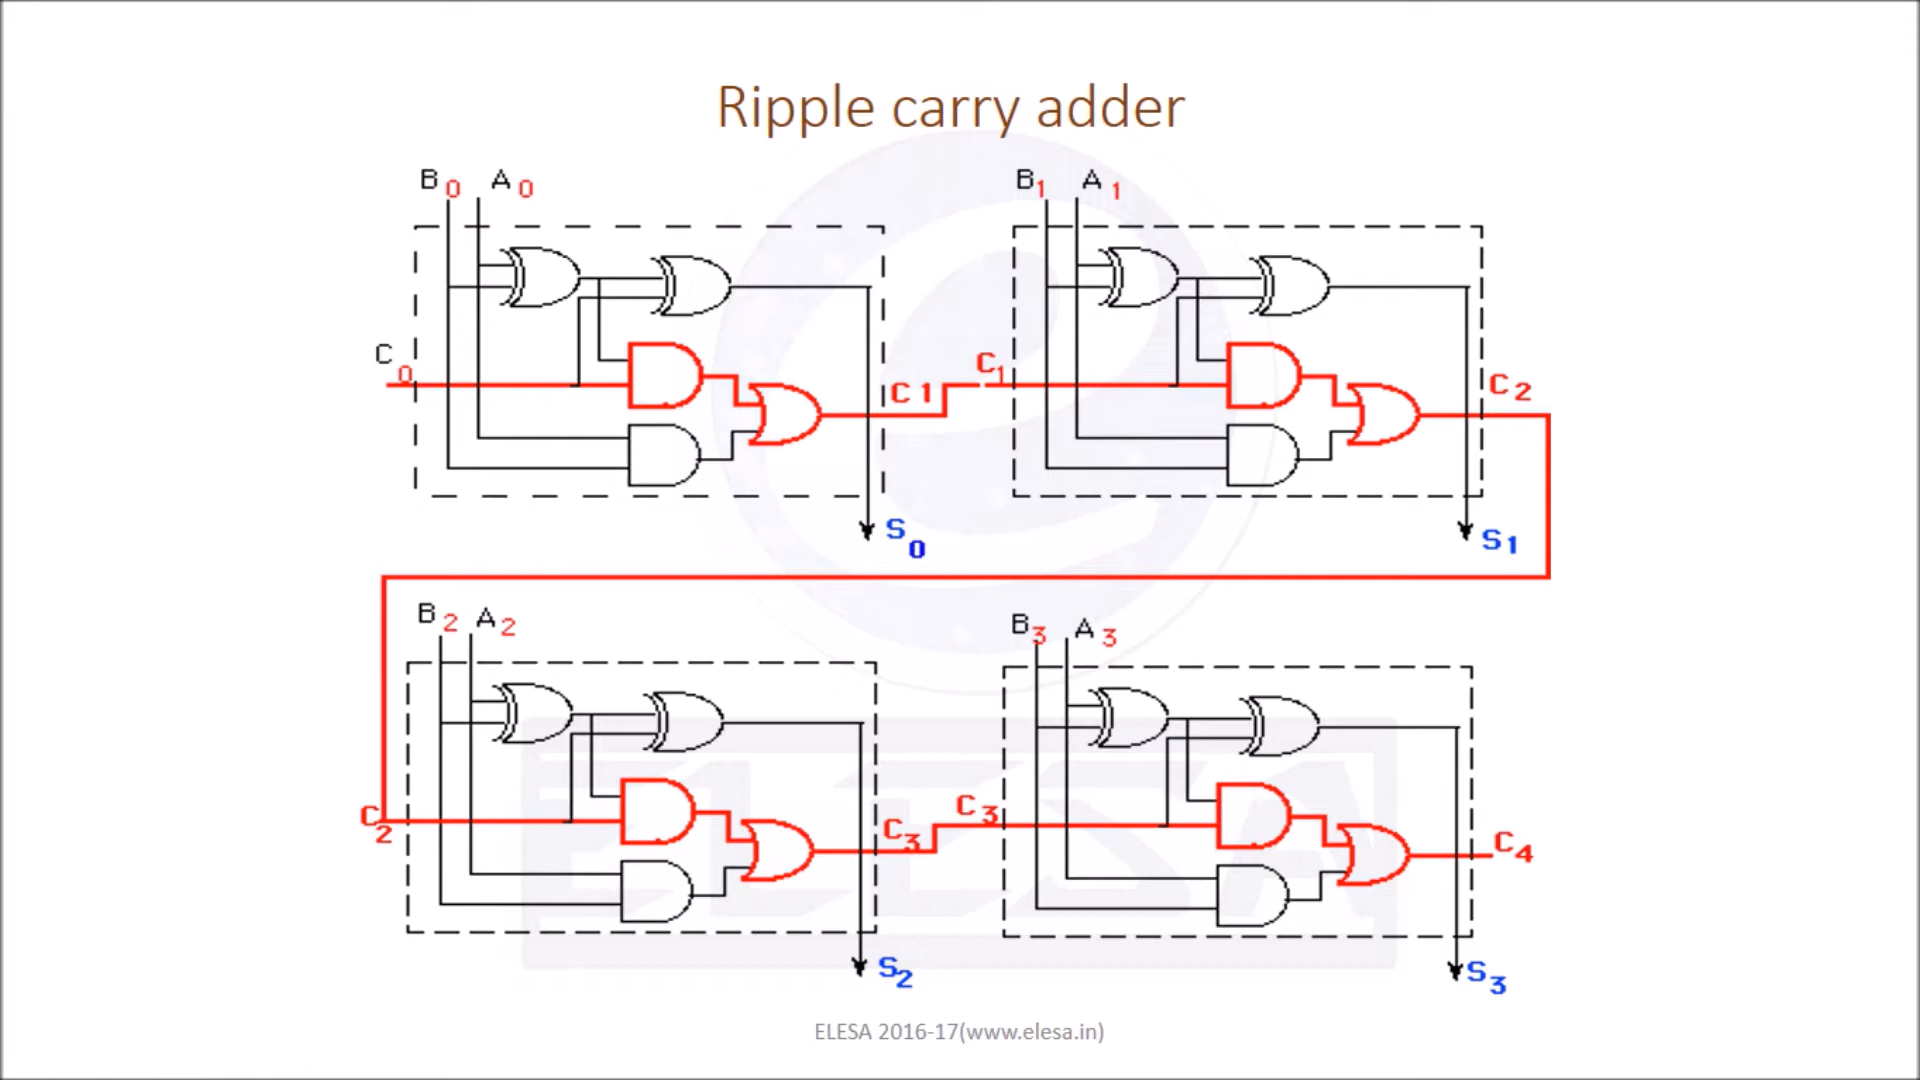 Ripple carry adder
B0 A0 B1 A1
C0 C1 C1 C2
S0 S1
B2 A2 B3 A3
C2 C3 C3 C4
S2 S3
ELESA
ELESA 2016-17(www.elesa.in)